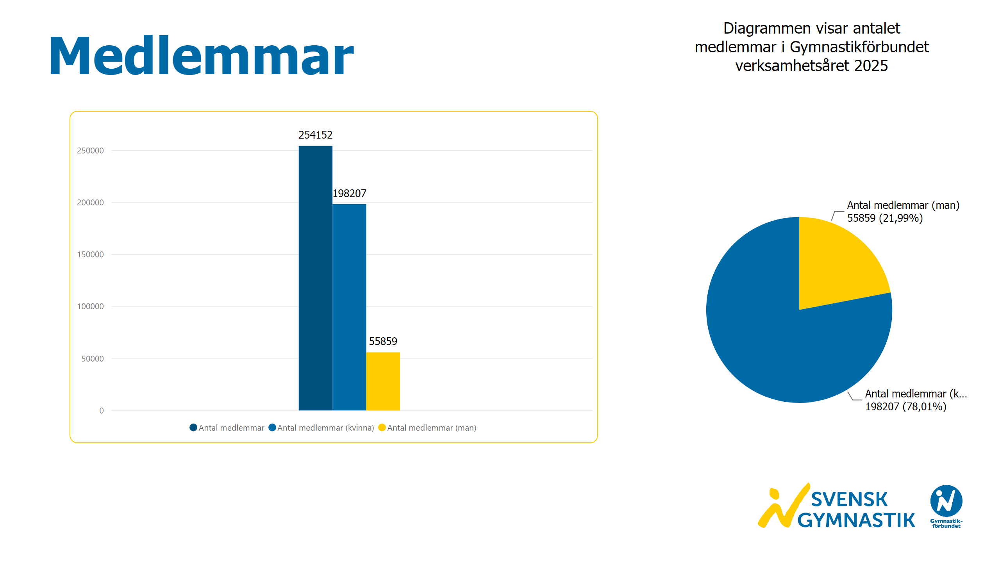 Medlemmar
Diagrammen visar antalet
medlemmar i Gymnastikförbundet
verksamhetsåret 2025
254152
250000
198207
200000
150000
100000
55859
50000
0
Antal medlemmar Antal medlemmar (kvinna) Antal medlemmar (man)
Antal medlemmar (man)
55859 (21,99%)
Antal medlemmar (k...
198207 (78,01%)
SVENSK
GYMNASTIK
Gymnastik-
förbundet